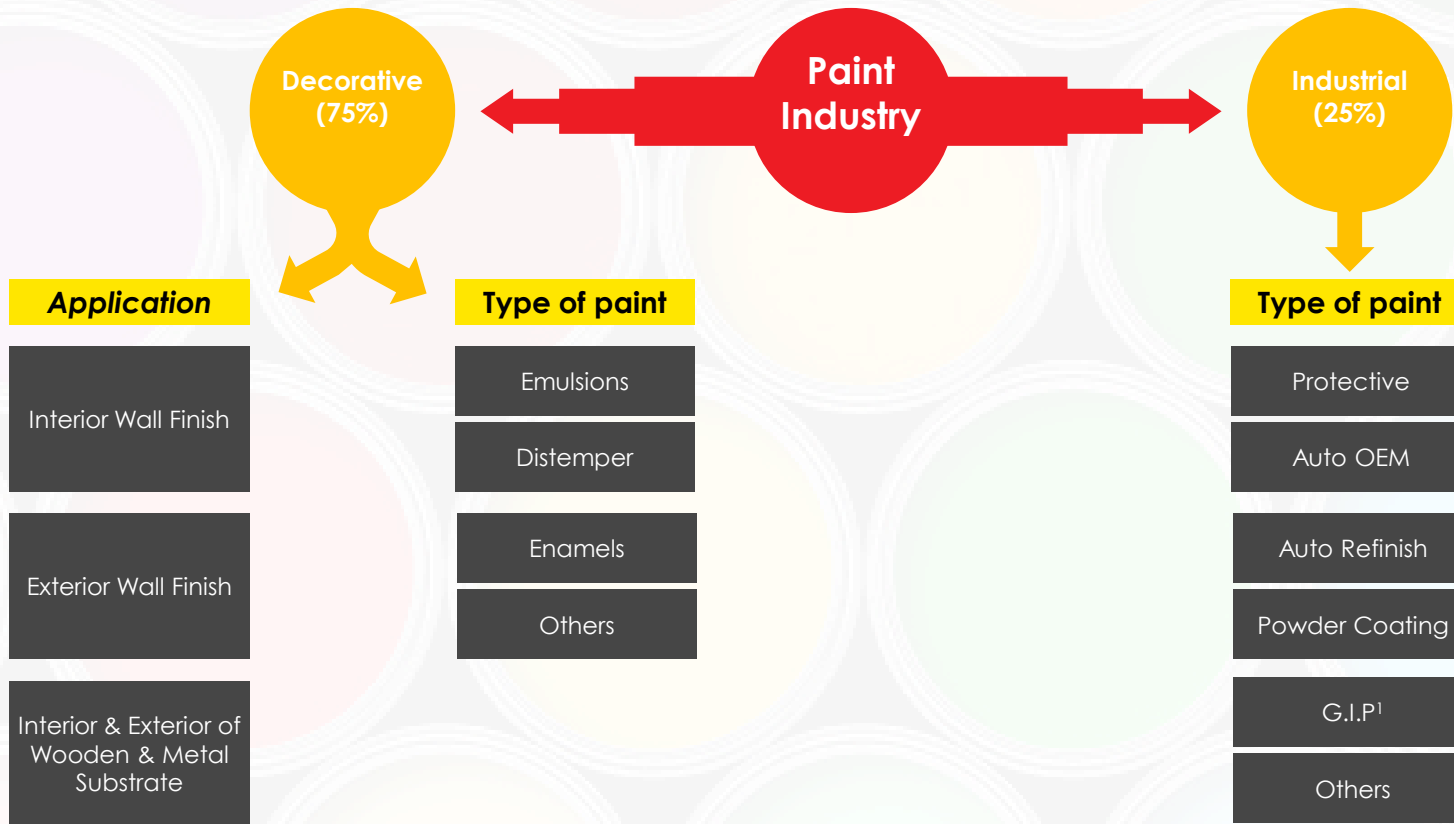 Decorative
(75%)
Paint
Industry
Industrial
(25%)
Application
Interior Wall Finish
Exterior Wall Finish
Interior & Exterior of
Wooden & Metal
Substrate
Type of paint
Emulsions
Distemper
Enamels
Others
Type of paint
Protective
Auto OEM
Auto Refinish
Powder Coating
G.I.P¹
Others